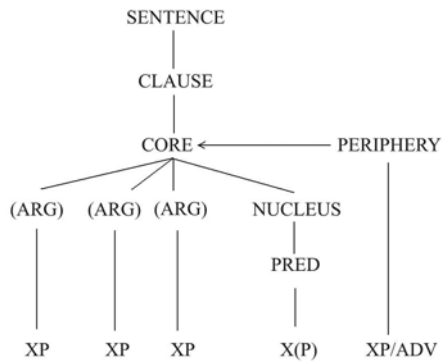 SENTENCE
CLAUSE
CORE PERIPHERY
(ARG) (ARG) (ARG) NUCLEUS
PRED
XP XP XP X(P) XP/ADV